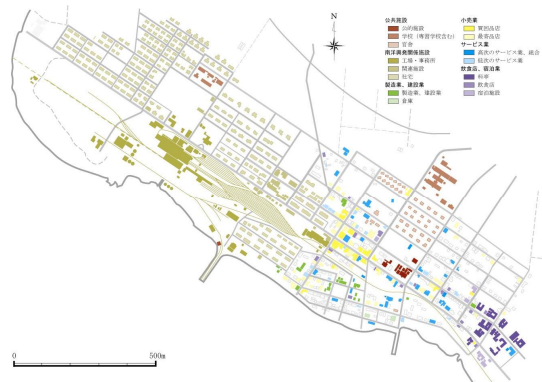 N
公共施設
公的施設
学校（実習学校含む）
官舎
南洋興発関係施設
工場・事務所
関連施設
社宅
製造業、建設業
製造業、建設業
倉庫
小売業
買回品店
最寄品店
サービス業
高次のサービス業、組合
低次のサービス業
飲食店、宿泊業
料亭
飲食店
宿泊施設
0
500m